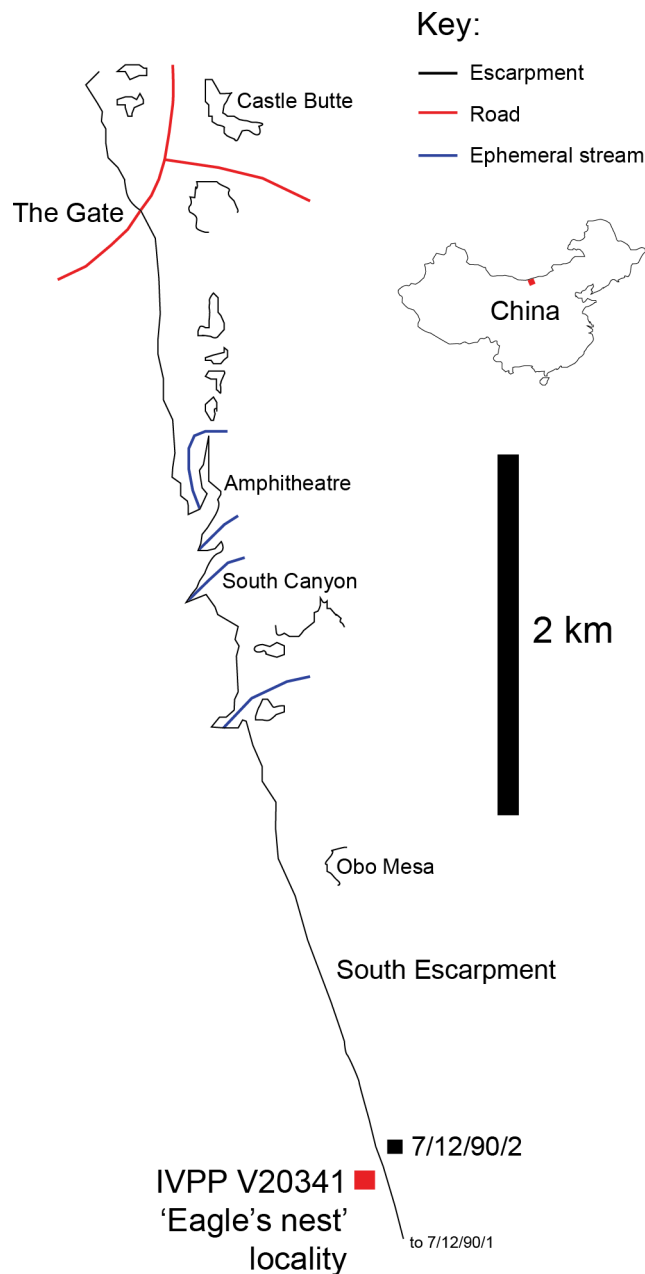 Key:
Escarpment
Road
Ephemeral stream
Castle Butte
The Gate
China
Amphitheatre
South Canyon
2 km
Obo Mesa
South Escarpment
7/12/90/2
IVPP V20341
‘Eagle’s nest’
locality
to 7/12/90/1